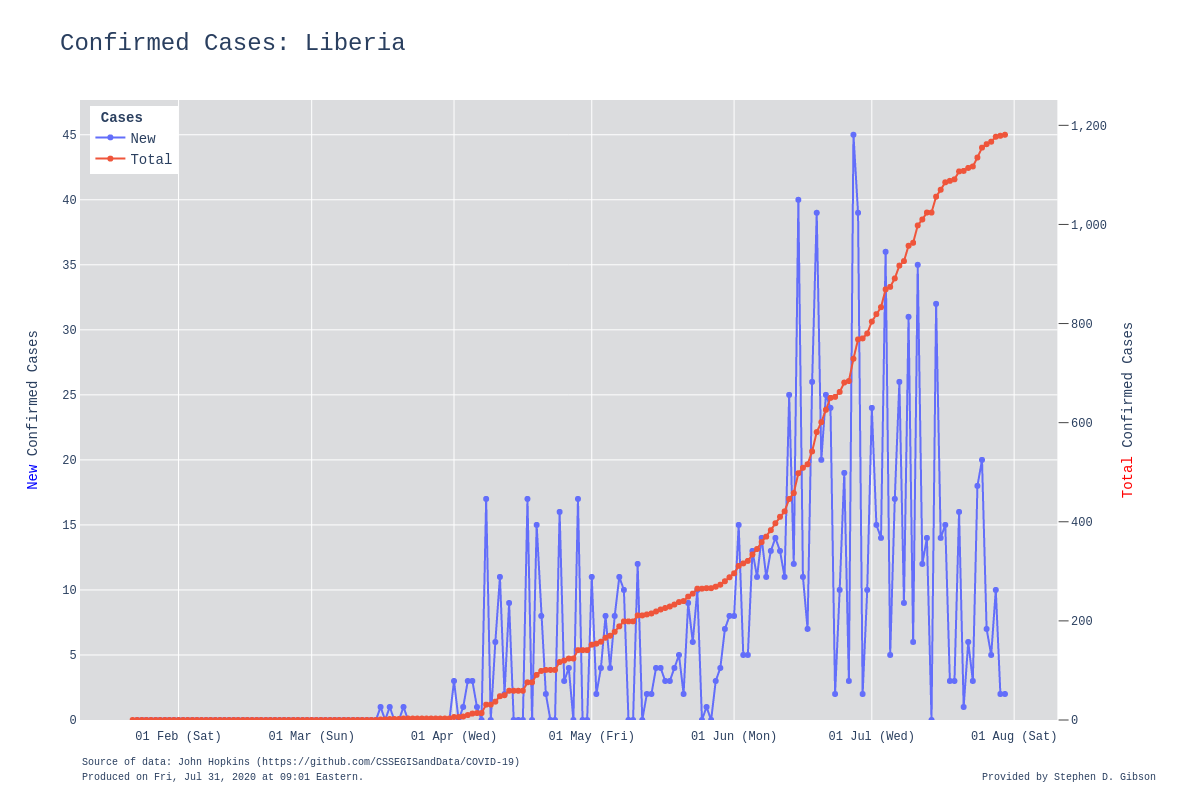 Confirmed Cases: Liberia
Cases
New
Total
45
40
35
30
25
20
15
10
5
0
New Confirmed Cases
1,200
1,000
800
600
400
200
0
Total Confirmed Cases
01 Feb (Sat) 01 Mar (Sun) 01 Apr (Wed) 01 May (Fri) 01 Jun (Mon) 01 Jul (Wed) 01 Aug (Sat)
Source of data: John Hopkins (https://github.com/CSSEGISandData/COVID-19)
Produced on Fri, Jul 31, 2020 at 09:01 Eastern.
Provided by Stephen D. Gibson